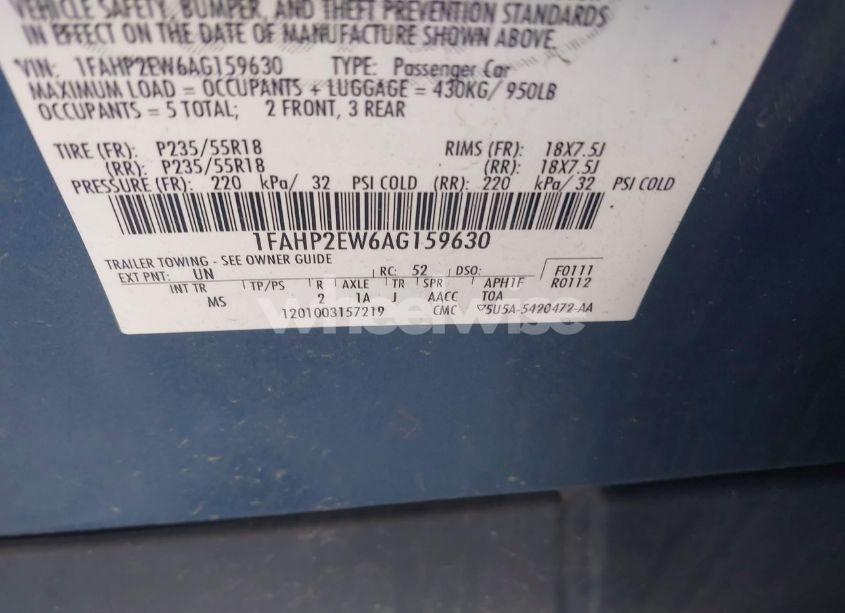 VEHICLE SAFETY, BUMPER, AND THEFT PREVENTION STANDARDS
IN EFFECT ON THE DATE OF MANUFACTURE SHOWN ABOVE.
VIN: 1FAHP2EW6AG159630 TYPE: Passenger Car
MAXIMUM LOAD = OCCUPANTS + LUGGAGE = 430KG/ 950LB
OCCUPANTS = 5 TOTAL; 2 FRONT, 3 REAR
TIRE (FR): P235/55R18 RIMS (FR): 18X7.5J
(RR): P235/55R18 (RR): 18X7.5J
PRESSURE (FR): 220 kPa/ 32 PSI COLD (RR): 220 kPa/ 32 PSI COLD
1FAHP2EW6AG159630
TRAILER TOWING - SEE OWNER GUIDE
EXT PNT: UN RC: 52 DSO: F0111
INT TR TP/PS R AXLE TR SPR APH1F R0112
MS 2 1A J AACC TOA
1201003157219 CMC 5U5A-5420472-AA
wheelwise